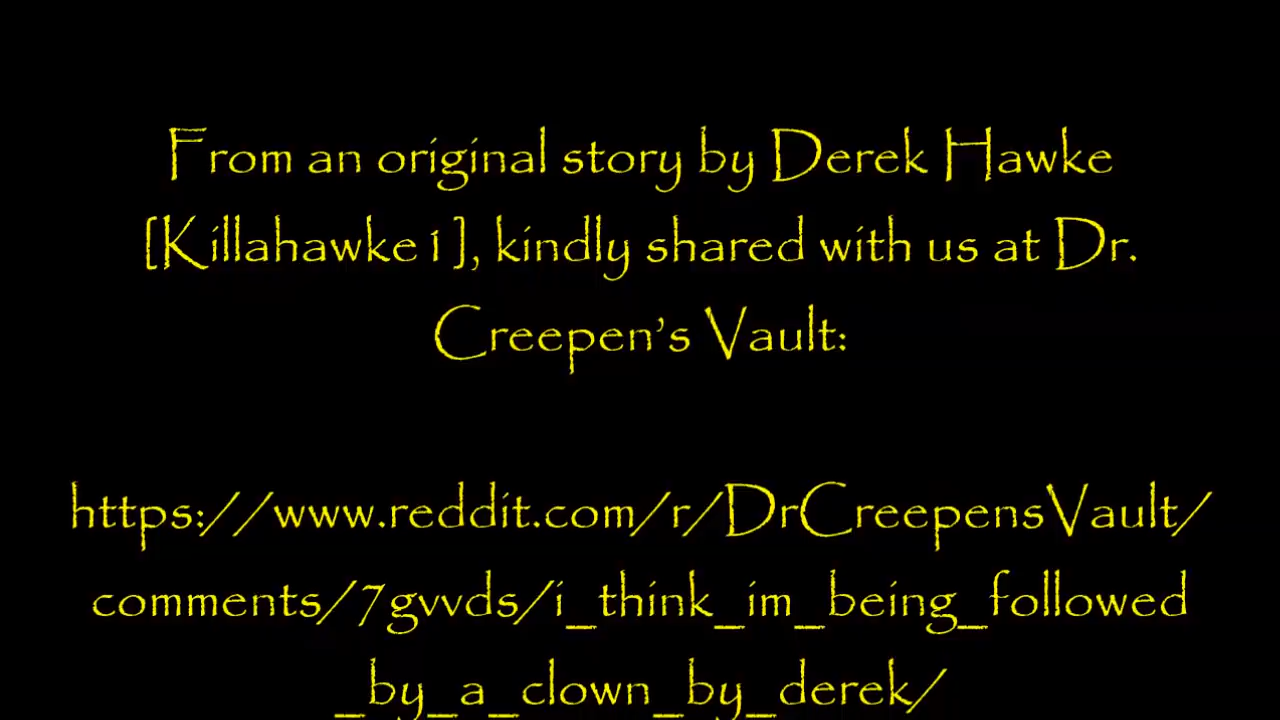 From an original story by Derek Hawke
[Killahawke1], kindly shared with us at Dr.
Creepen’s Vault:
https://www.reddit.com/r/DrCreepensVault/
comments/7gvvds/i_think_im_being_followed
_by_a_clown_by_derek/